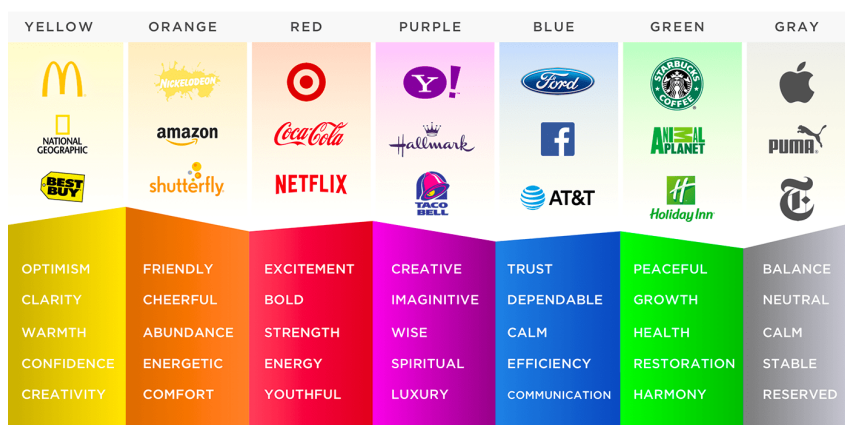 YELLOW
ORANGE
RED
PURPLE
BLUE
GREEN
GRAY
NICKELODEON
Y!
Ford
STARBUCKS
COFFEE
NATIONAL
GEOGRAPHIC
amazon
Coca-Cola
Hallmark
f
ANIMAL
PLANET
PUMA
BEST
BUY
shutterfly
NETFLIX
TACO
BELL
AT&T
H
Holiday Inn
T
OPTIMISM
CLARITY
WARMTH
CONFIDENCE
CREATIVITY
FRIENDLY
CHEERFUL
ABUNDANCE
ENERGETIC
COMFORT
EXCITEMENT
BOLD
STRENGTH
ENERGY
YOUTHFUL
CREATIVE
IMAGINITIVE
WISE
SPIRITUAL
LUXURY
TRUST
DEPENDABLE
CALM
EFFICIENCY
COMMUNICATION
PEACEFUL
GROWTH
HEALTH
RESTORATION
HARMONY
BALANCE
NEUTRAL
CALM
STABLE
RESERVED